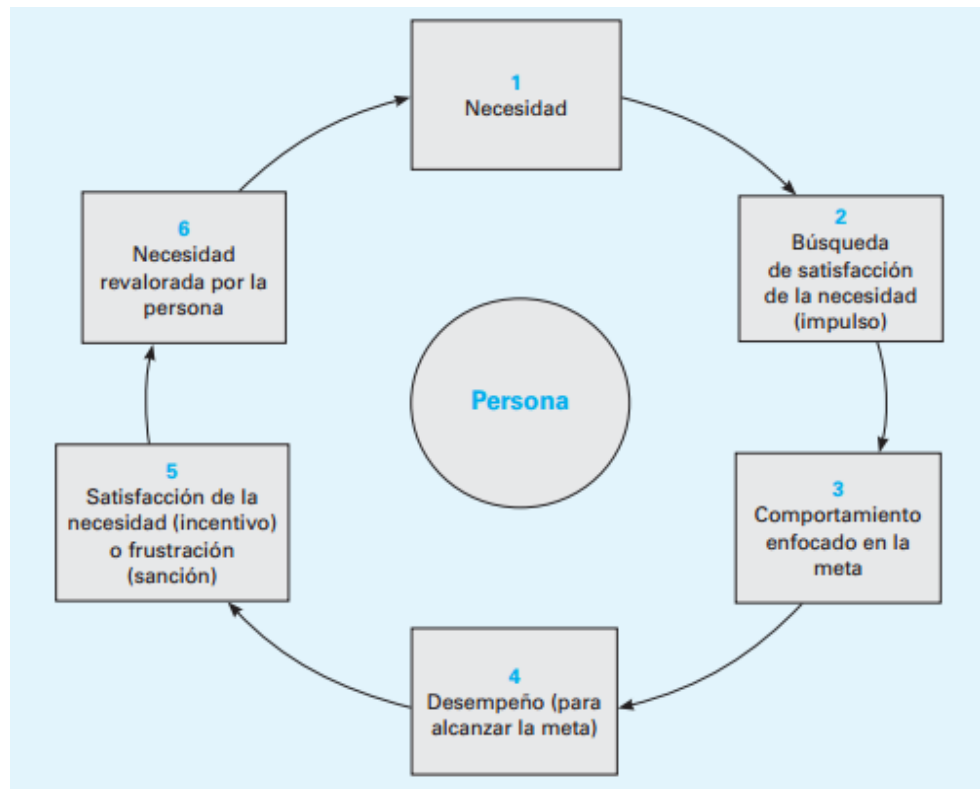 1
Necesidad
2
Búsqueda
de satisfacción
de la necesidad
(impulso)
3
Comportamiento
enfocado en la
meta
4
Desempeño (para
alcanzar la meta)
5
Satisfacción de la
necesidad (incentivo)
o frustración
(sanción)
6
Necesidad
revalorada por la
persona
Persona